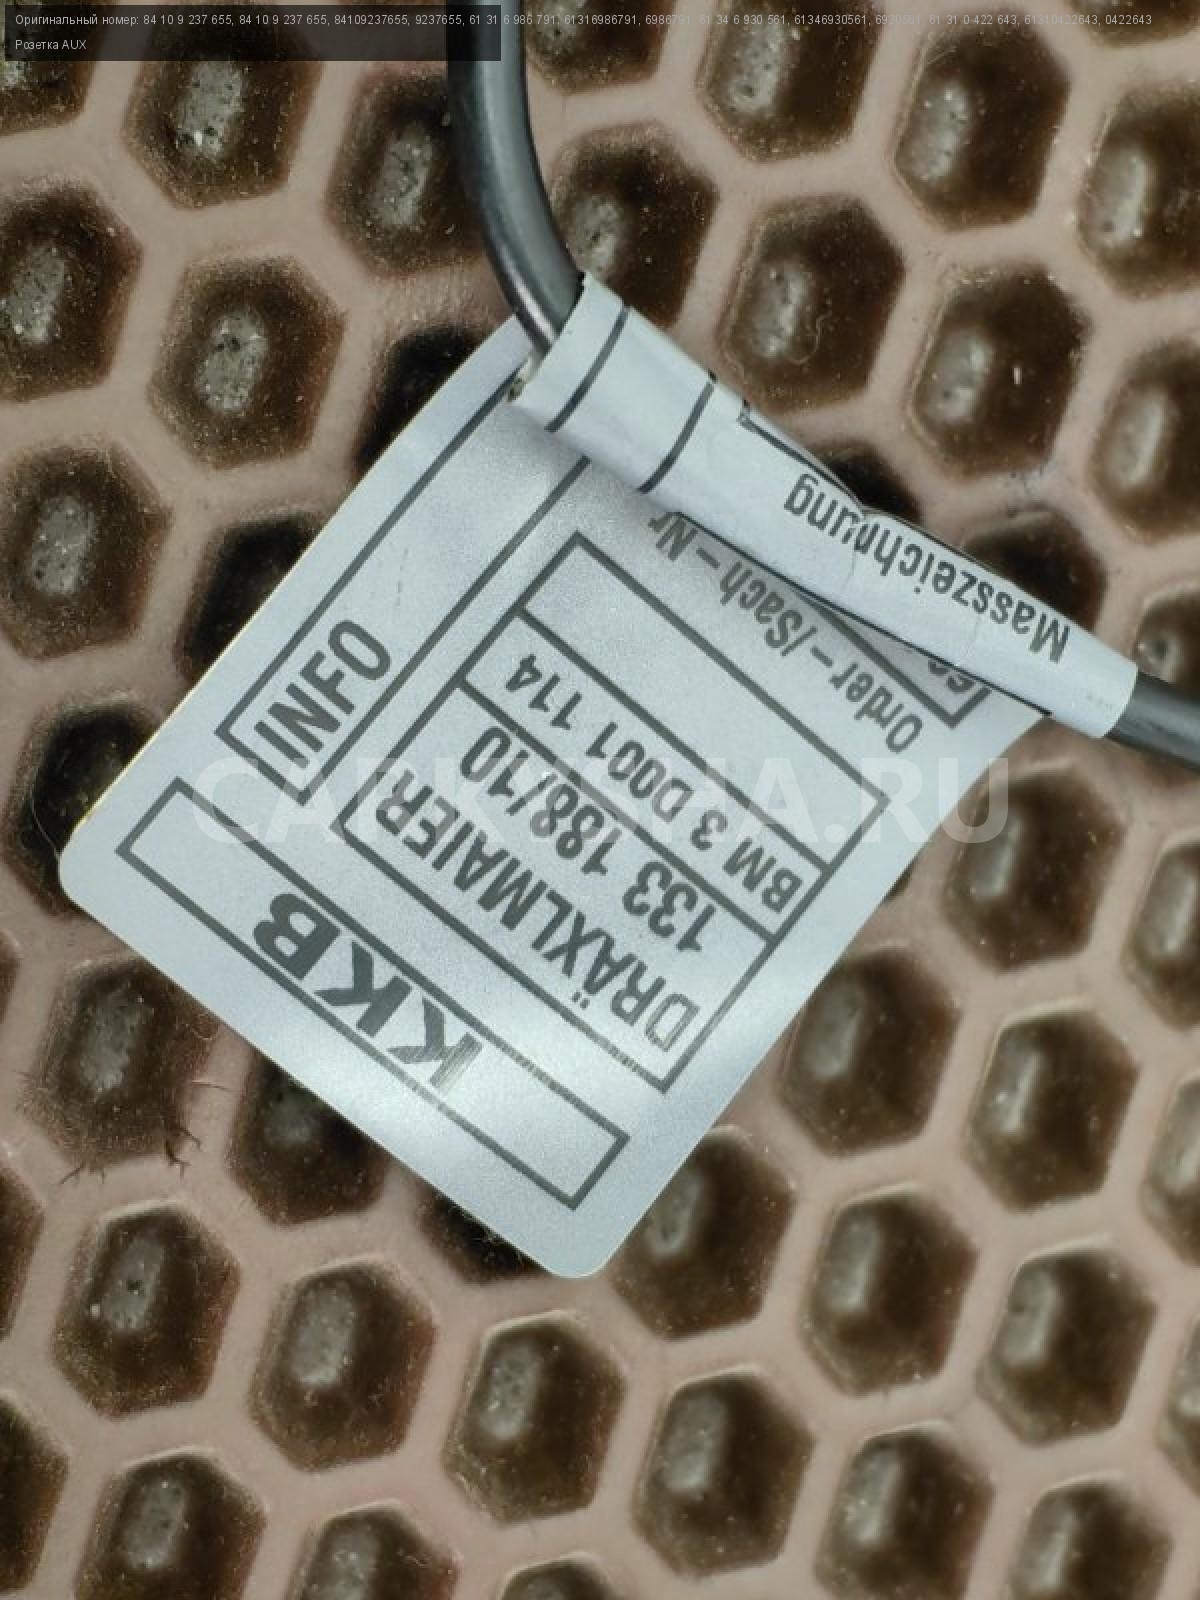 Оригинальный номер: 84 10 9 237 655, 84 10 9 237 655, 84109237655, 9237655, 61 31 6 986 791, 61316986791, 6986791, 61 34 6 930 561, 61346930561, 6930561, 61 31 0 422 643, 61310422643, 0422643
Розетка AUX
CARKUSHA.RU
KKB
DRÄXLMAIER
133 188/10
BM 3 D001 114
Order-/Sach-Nr
INFO
Masszeichnung